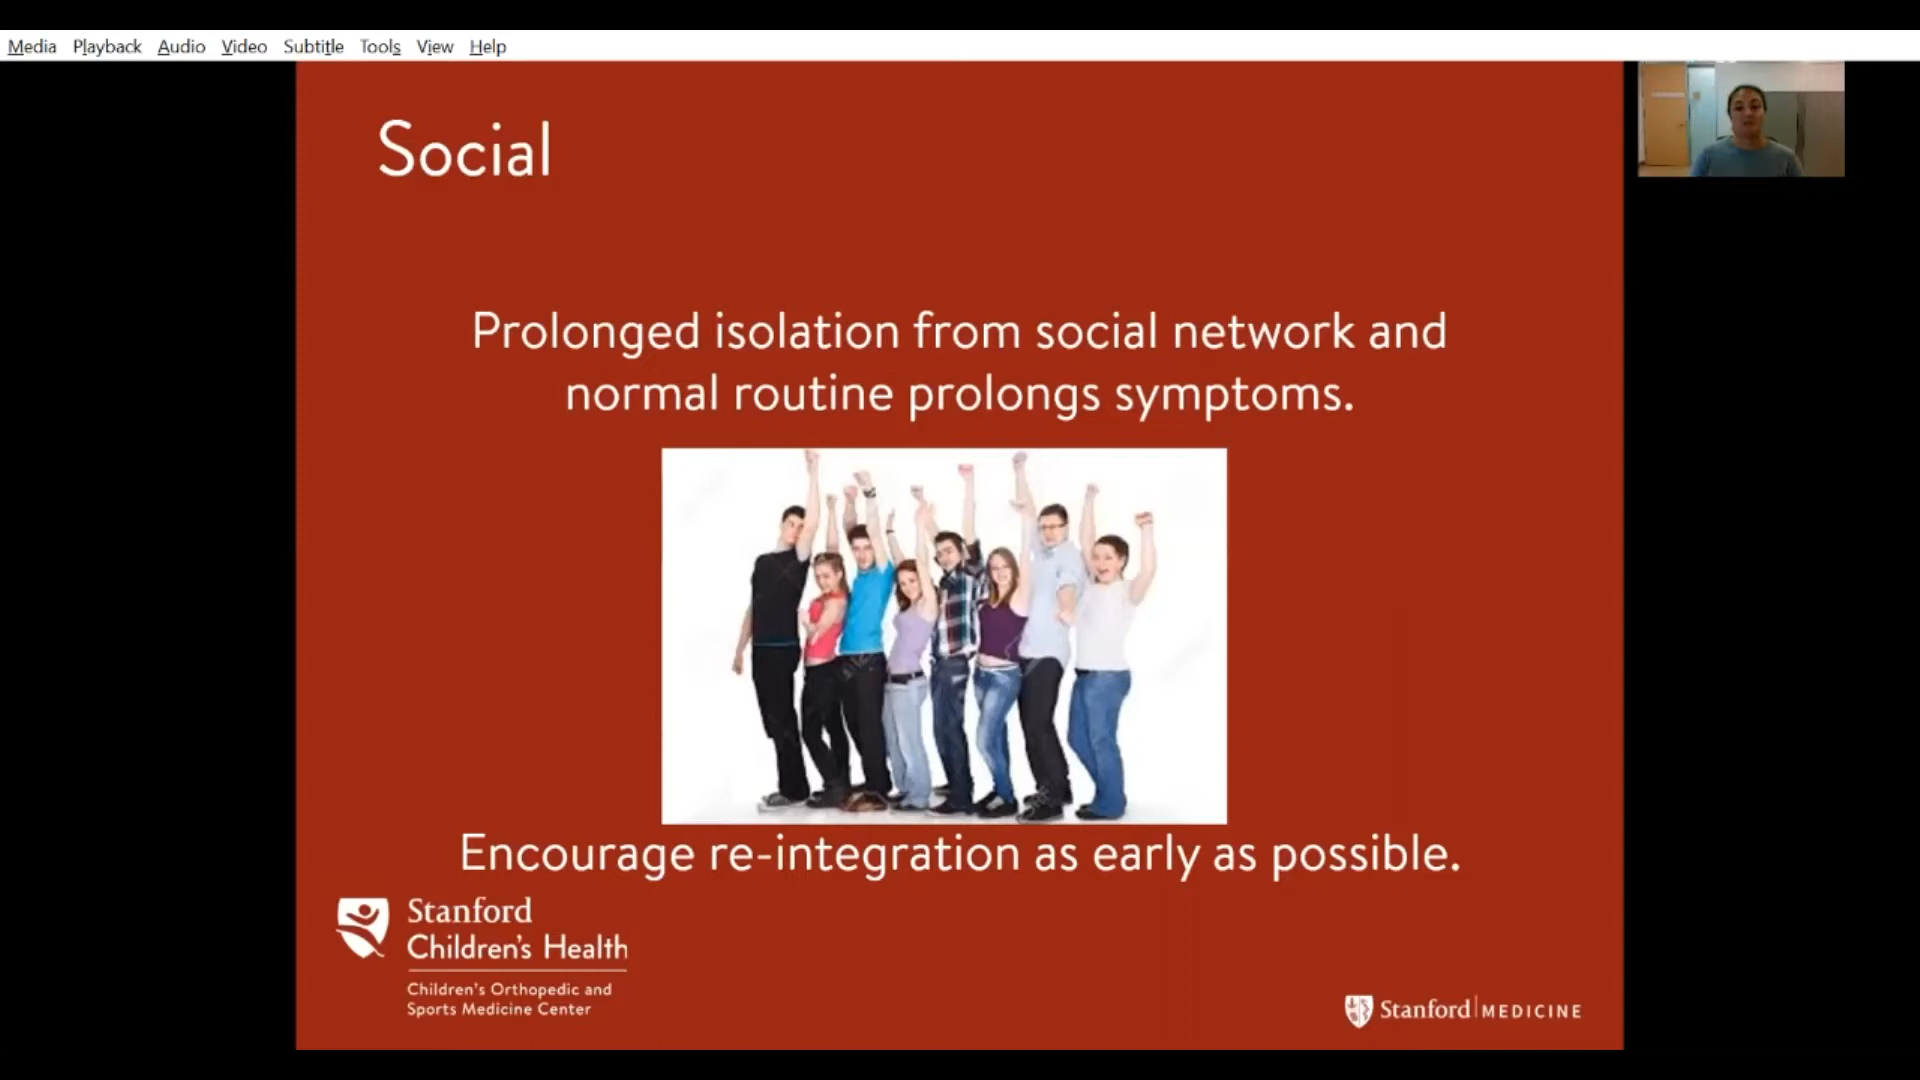 Media Playback Audio Video Subtitle Tools View Help
Social
Prolonged isolation from social network and
normal routine prolongs symptoms.
Encourage re-integration as early as possible.
Stanford
Children's Health
Children's Orthopedic and
Sports Medicine Center
Stanford MEDICINE